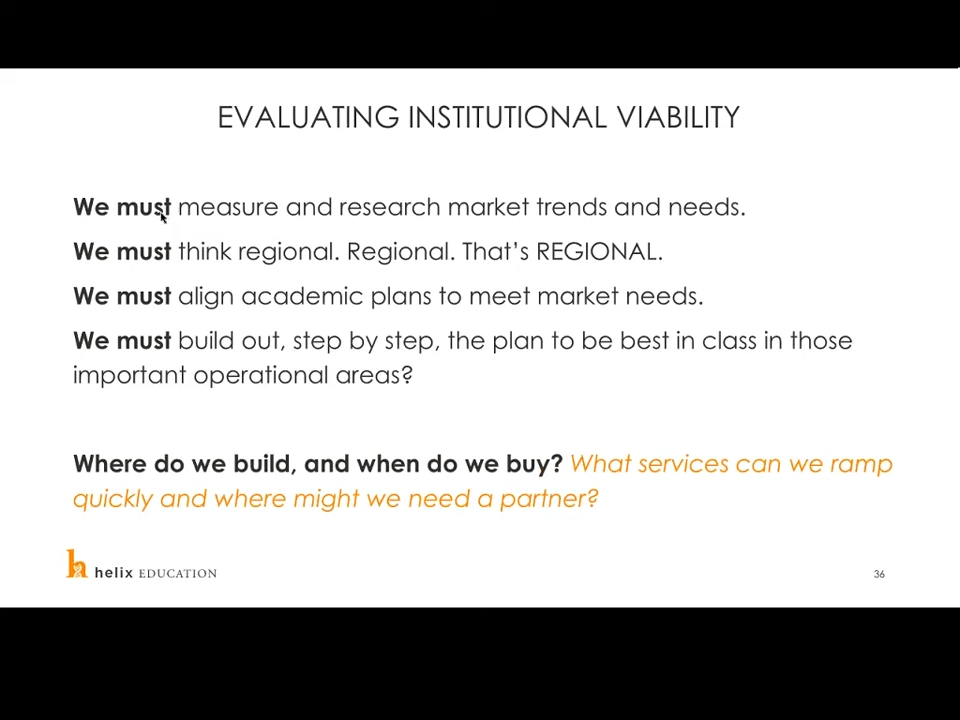 EVALUATING INSTITUTIONAL VIABILITY
We must measure and research market trends and needs.
We must think regional. Regional. That’s REGIONAL.
We must align academic plans to meet market needs.
We must build out, step by step, the plan to be best in class in those
important operational areas?
Where do we build, and when do we buy? What services can we ramp
quickly and where might we need a partner?
h helix EDUCATION
36